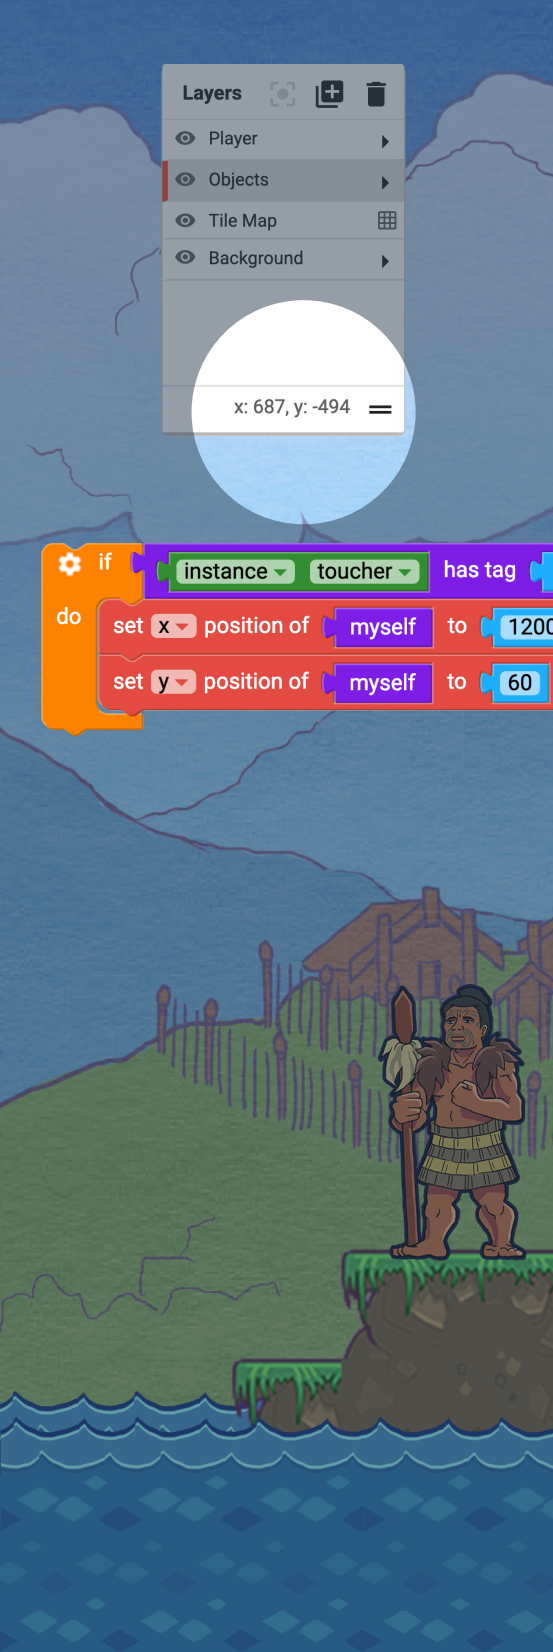 Layers
Player
Objects
Tile Map
Background
x: 687, y: -494
if instance toucher has tag
do set x position of myself to 1200
set y position of myself to 60